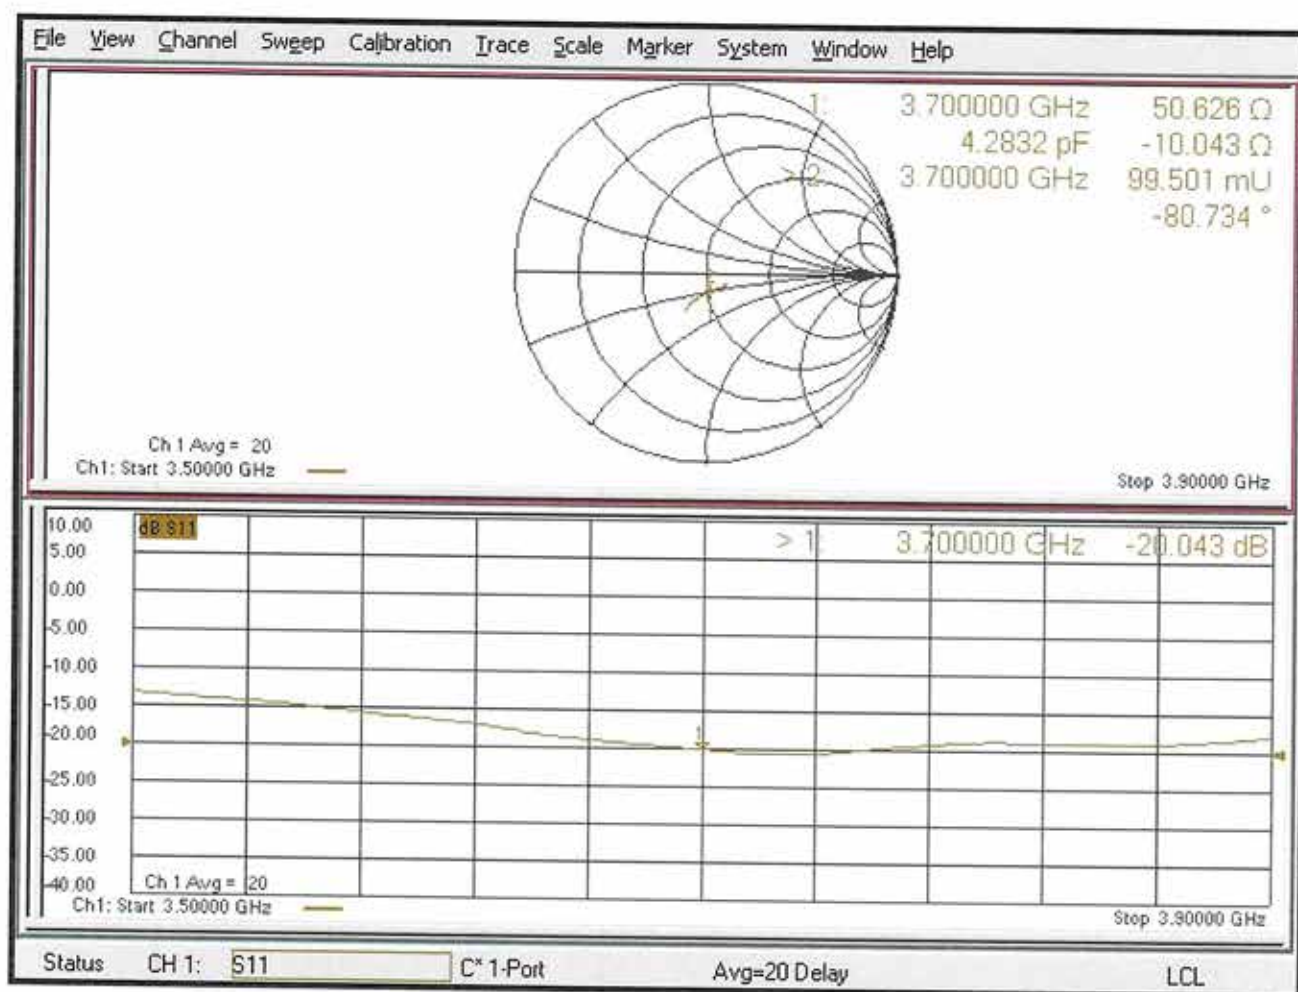 File View Channel Sweep Calibration Trace Scale Marker System Window Help
1: 3.700000 GHz 50.626 Ω
4.2832 pF -10.043 Ω
> 2: 3.700000 GHz 99.501 mU
-80.734 °
Ch 1 Avg = 20
Ch1: Start 3.50000 GHz
Stop 3.90000 GHz
10.00
dB S11
> 1: 3.700000 GHz -20.043 dB
5.00
0.00
-5.00
-10.00
-15.00
-20.00
1
-25.00
-30.00
-35.00
-40.00
Ch 1 Avg = 20
Ch1: Start 3.50000 GHz
Stop 3.90000 GHz
Status CH 1: S11 C* 1-Port Avg=20 Delay LCL